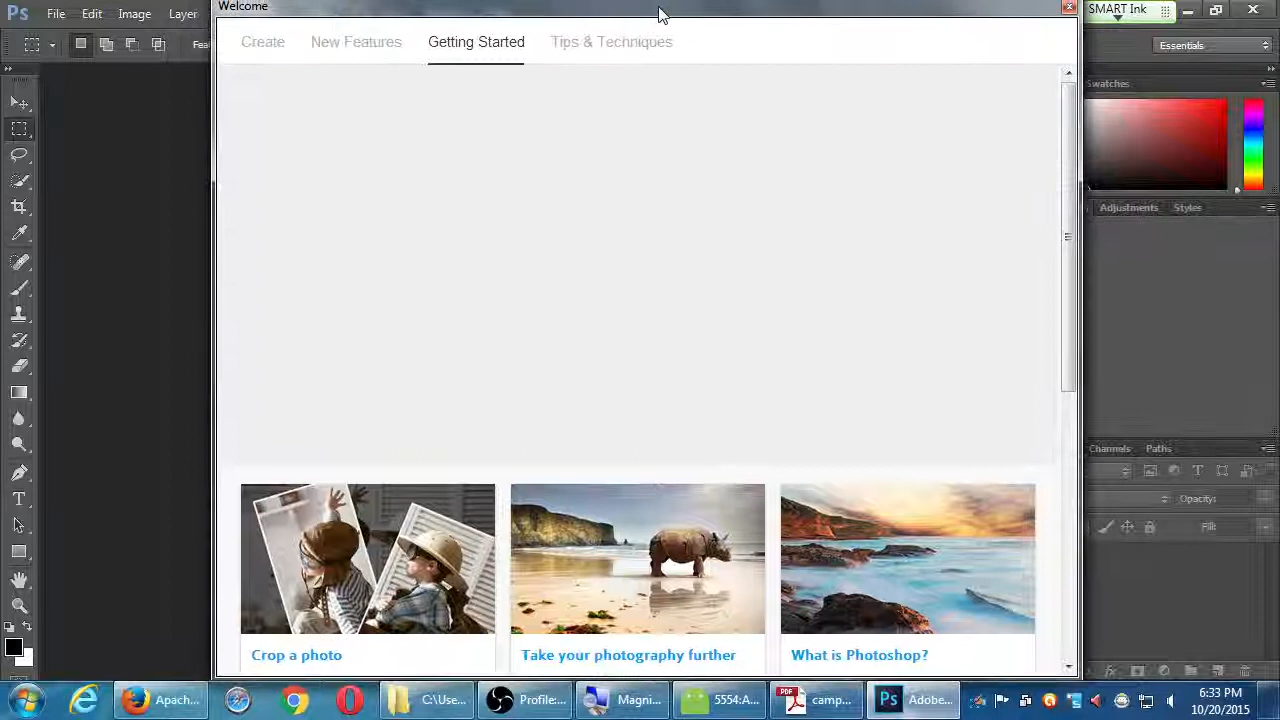 Welcome
SMART Ink
Ps
File Edit Image Layer
Create New Features Getting Started Tips & Techniques
Essentials
Swatches
Adjustments Styles
Channels Paths
Opacity:
Fill:
Crop a photo
Take your photography further
What is Photoshop?
Apach...
C:\Use...
Profile:...
Magni...
5554:A...
PDF
camp...
Ps
Adobe...
6:33 PM
10/20/2015